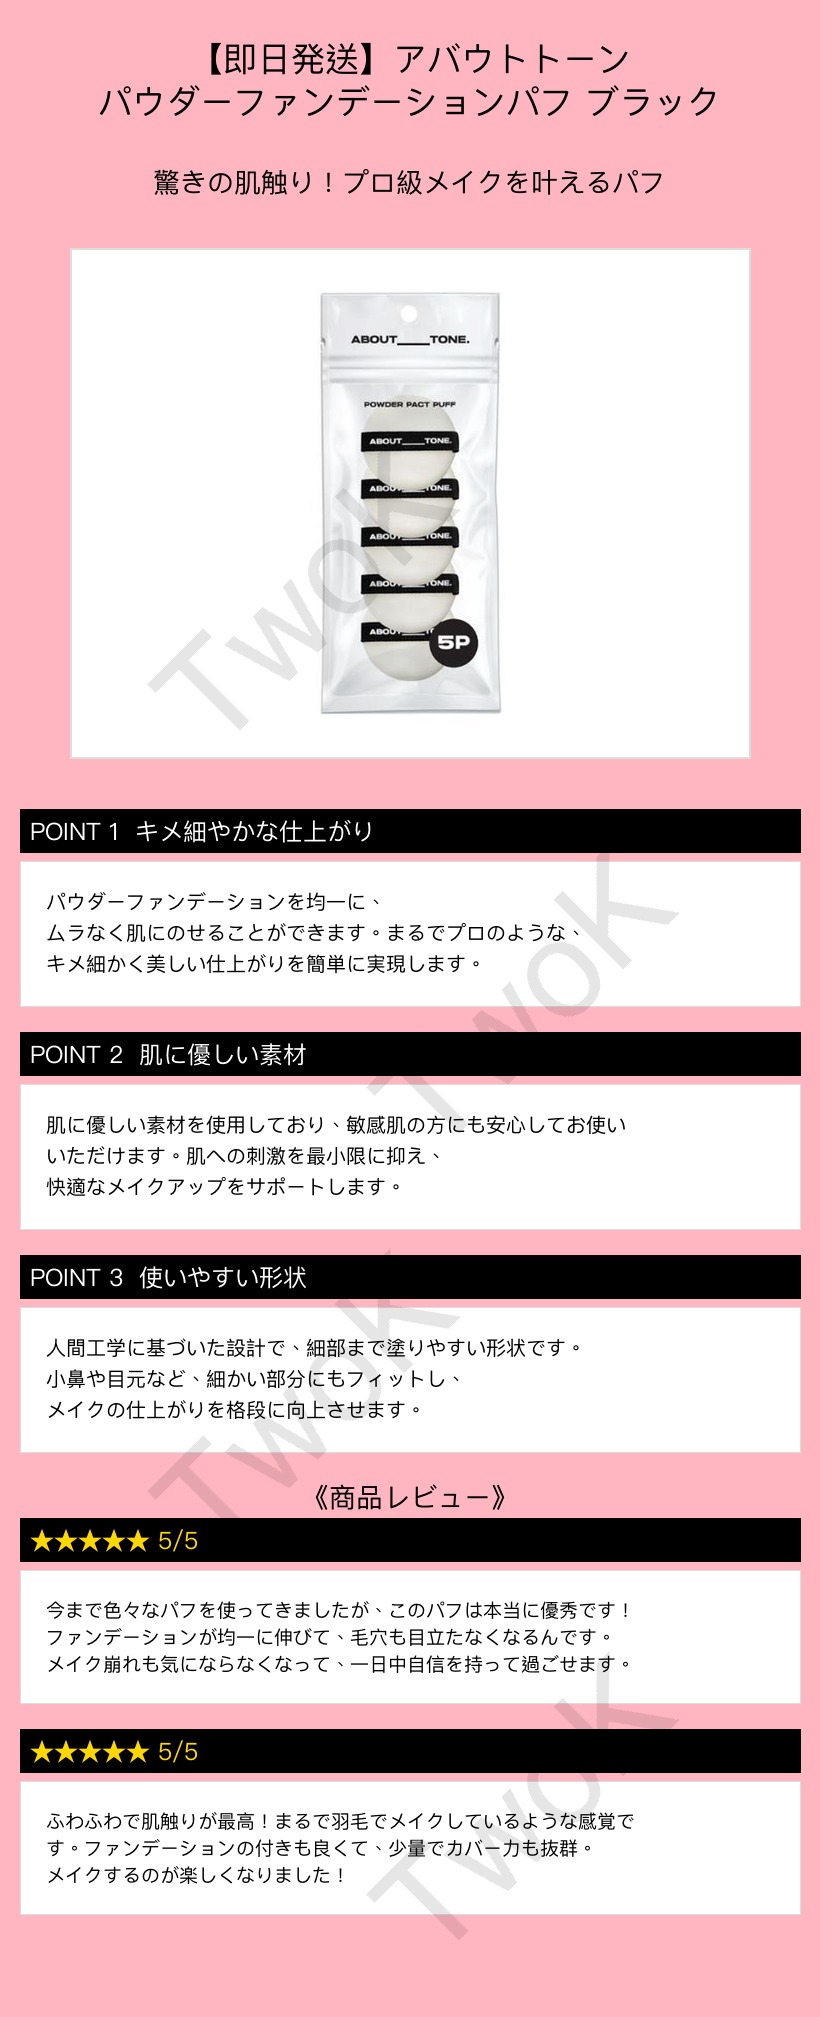 【即日発送】アバウトトーン
パウダーファンデーションパフ ブラック
驚きの肌触り！プロ級メイクを叶えるパフ
ABOUT____TONE.
POWDER PACT PUFF
ABOUT____TONE.
ABOUT____TONE.
ABOUT____TONE.
ABOUT____TONE.
ABOUT
5P
TwoK
POINT 1 キメ細やかな仕上がり
パウダーファンデーションを均一に、
ムラなく肌にのせることができます。まるでプロのような、
キメ細かく美しい仕上がりを簡単に実現します。
TwoK
POINT 2 肌に優しい素材
肌に優しい素材を使用しており、敏感肌の方にも安心してお使い
いただけます。肌への刺激を最小限に抑え、
快適なメイクアップをサポートします。
POINT 3 使いやすい形状
人間工学に基づいた設計で、細部まで塗りやすい形状です。
小鼻や目元など、細かい部分にもフィットし、
メイクの仕上がりを格段に向上させます。
TwoK
《商品レビュー》
★★★★★ 5/5
今まで色々なパフを使ってきましたが、このパフは本当に優秀です！
ファンデーションが均一に伸びて、毛穴も目立たなくなるんです。
メイク崩れも気にならなくなって、一日中自信を持って過ごせます。
★★★★★ 5/5
ふわふわで肌触りが最高！まるで羽毛でメイクしているような感覚で
す。ファンデーションの付きも良くて、少量でカバー力も抜群。
メイクするのが楽しくなりました！
TwoK